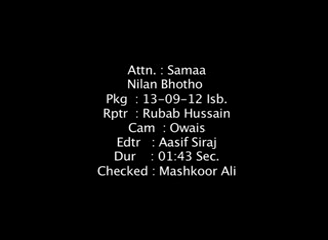 Attn. : Samaa
Nilan Bhotho
Pkg : 13-09-12 Isb.
Rptr : Rubab Hussain
Cam : Owais
Edtr : Aasif Siraj
Dur : 01:43 Sec.
Checked : Mashkoor Ali